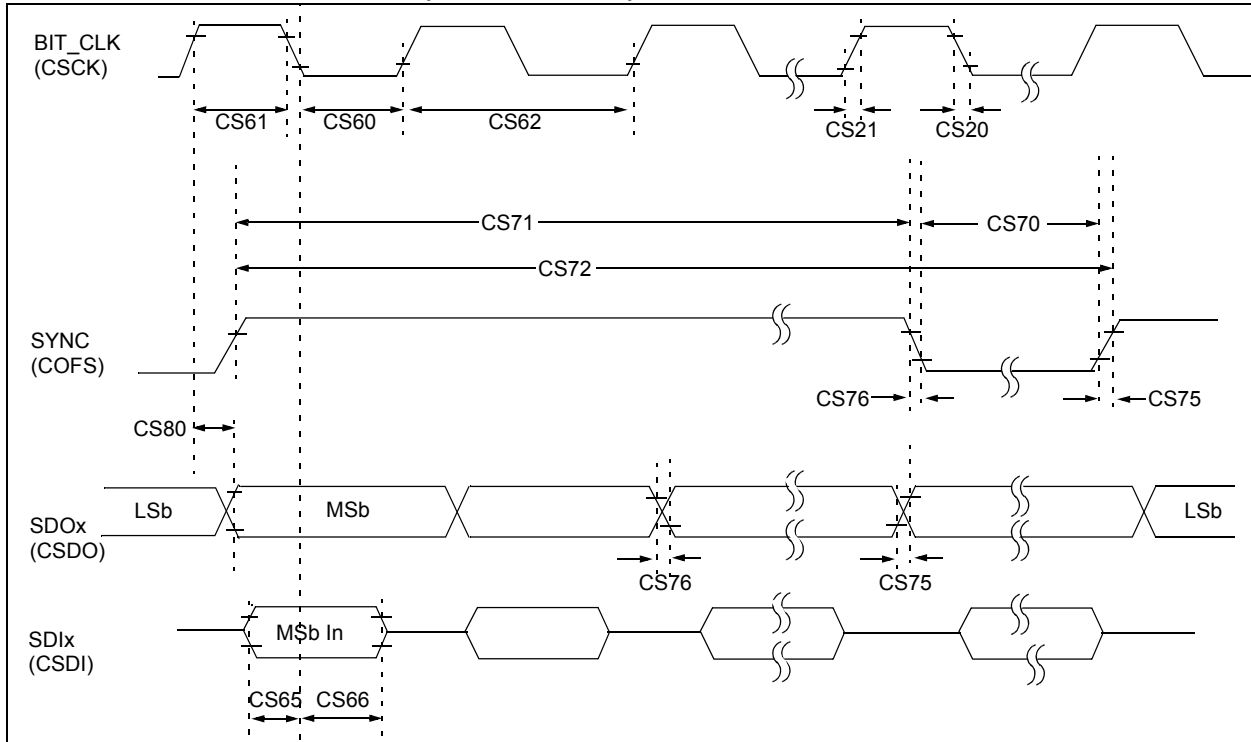 BIT_CLK
(CSCK)
CS61
CS60
CS62
CS21
CS20
CS71
CS70
CS72
SYNC
(COFS)
CS76
CS75
CS80
LSb
MSb
LSb
SDOx
(CSDO)
CS76
CS75
SDIx
(CSDI)
MSb In
CS65
CS66